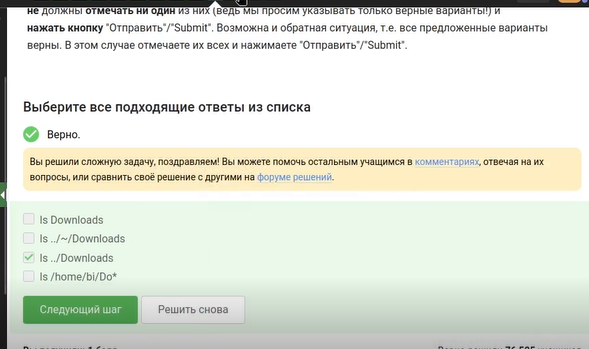 не должны отмечать ни один из них (ведь мы просим указывать только верные варианты!) и
нажать кнопку "Отправить"/"Submit". Возможна и обратная ситуация, т.е. все предложенные варианты
верны. В этом случае отмечаете их всех и нажимаете "Отправить"/"Submit".
Выберите все подходящие ответы из списка
Верно.
Вы решили сложную задачу, поздравляем! Вы можете помочь остальным учащимся в комментариях, отвечая на их
вопросы, или сравнить своё решение с другими на форуме решений.
ls Downloads
ls ../~/Downloads
ls ../Downloads
ls /home/bi/Do*
Следующий шаг
Решить снова